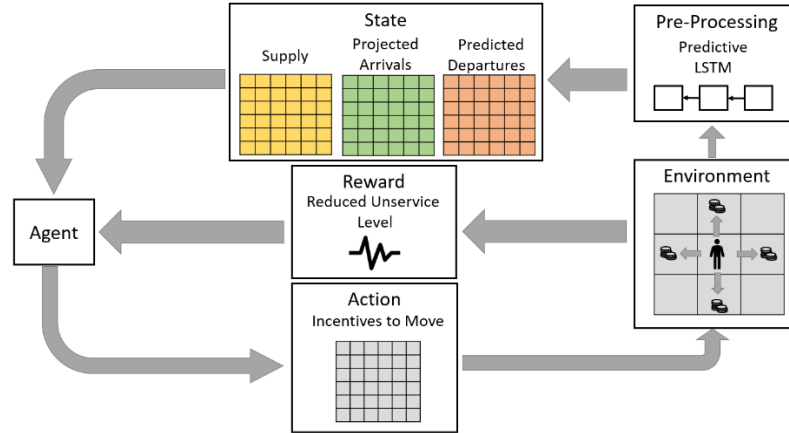 State
Supply
Projected
Arrivals
Predicted
Departures
Pre-Processing
Predictive
LSTM
Environment
Reward
Reduced Unservice
Level
Agent
Action
Incentives to Move